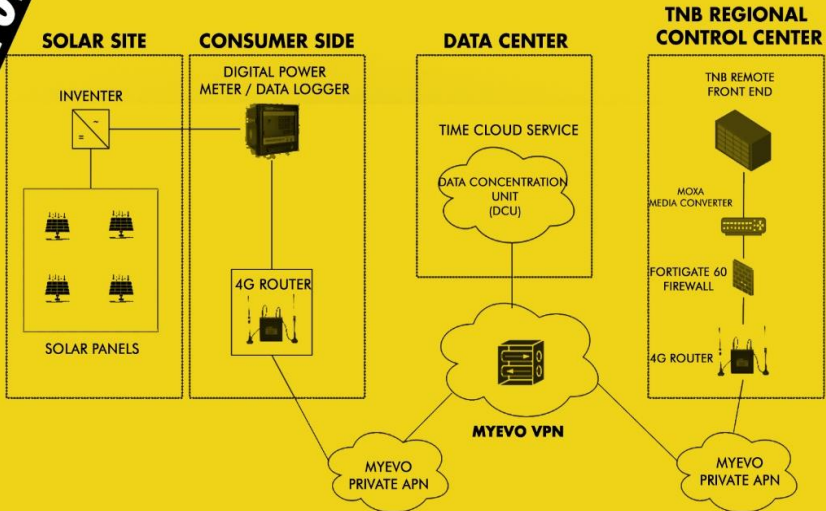 SOLAR SITE
INVENTER
SOLAR PANELS
CONSUMER SIDE
DIGITAL POWER
METER / DATA LOGGER
4G ROUTER
DATA CENTER
TIME CLOUD SERVICE
DATA CONCENTRATION
UNIT
(DCU)
MYEVO VPN
MYEVO
PRIVATE APN
TNB REGIONAL
CONTROL CENTER
TNB REMOTE
FRONT END
MOXA
MEDIA CONVERTER
FORTIGATE 60
FIREWALL
4G ROUTER
MYEVO
PRIVATE APN